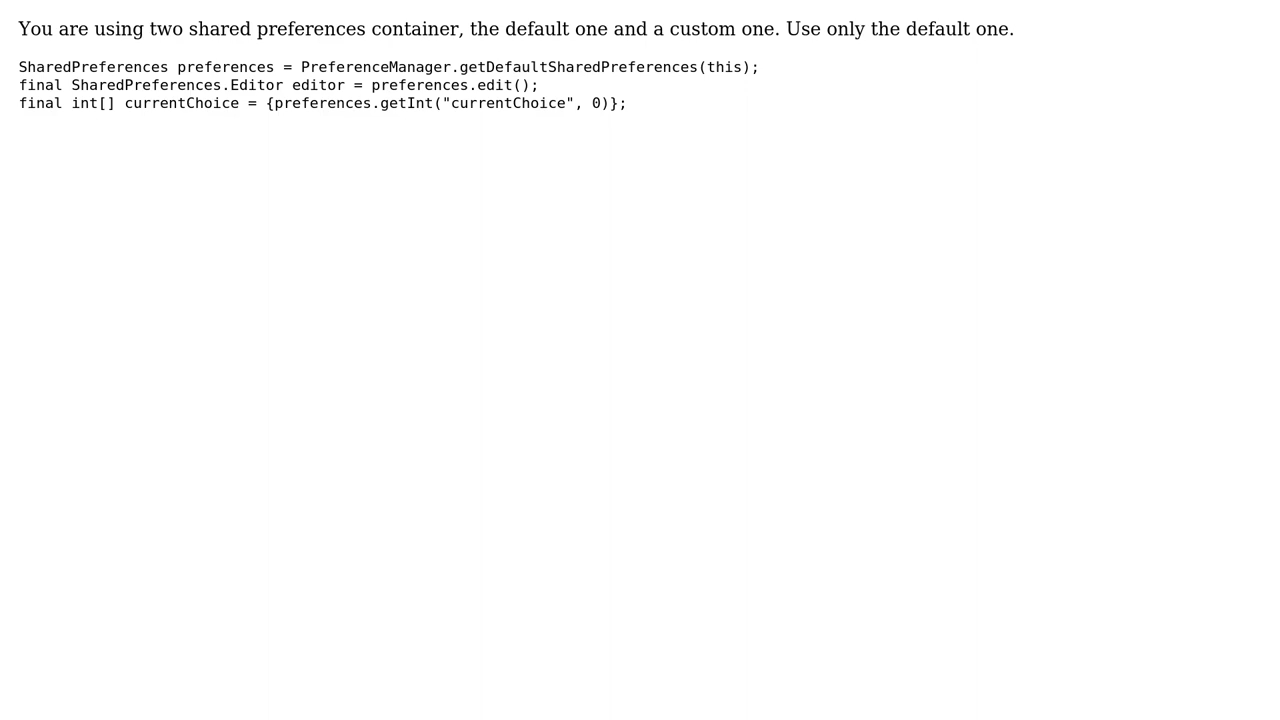 You are using two shared preferences container, the default one and a custom one. Use only the default one.
SharedPreferences preferences = PreferenceManager.getDefaultSharedPreferences(this);
final SharedPreferences.Editor editor = preferences.edit();
final int[] currentChoice = {preferences.getInt("currentChoice", 0)};